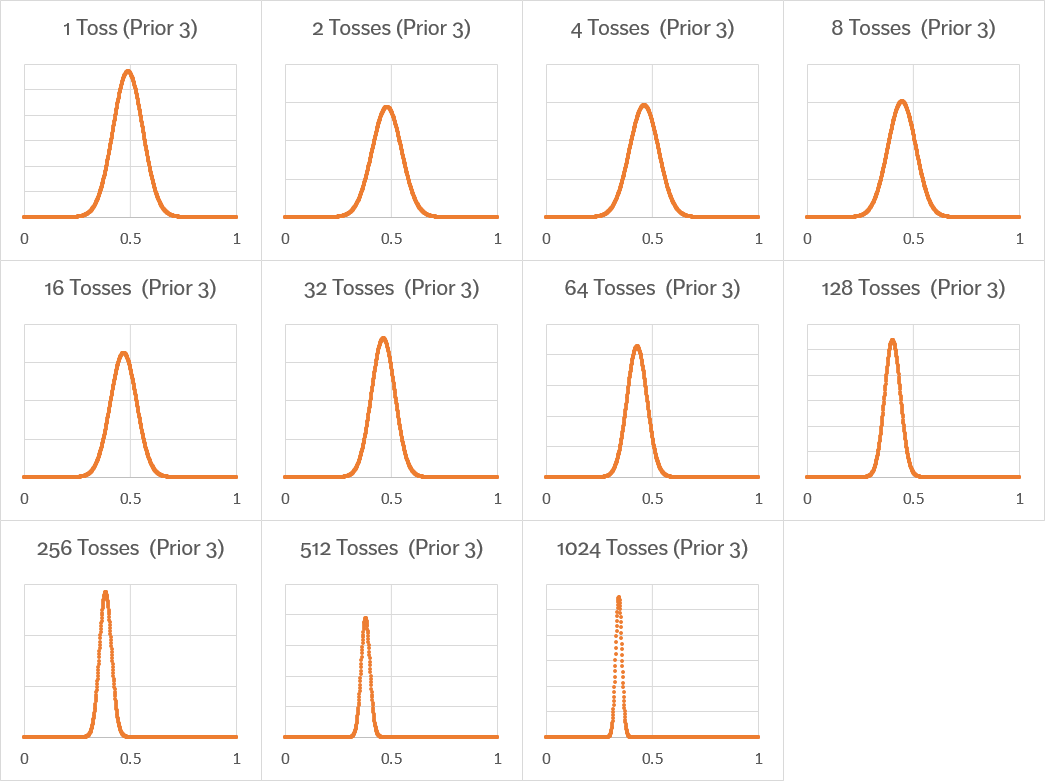 1 Toss (Prior 3)
0 0.5 1
2 Tosses (Prior 3)
0 0.5 1
4 Tosses  (Prior 3)
0 0.5 1
8 Tosses  (Prior 3)
0 0.5 1
16 Tosses  (Prior 3)
0 0.5 1
32 Tosses  (Prior 3)
0 0.5 1
64 Tosses  (Prior 3)
0 0.5 1
128 Tosses  (Prior 3)
0 0.5 1
256 Tosses  (Prior 3)
0 0.5 1
512 Tosses  (Prior 3)
0 0.5 1
1024 Tosses (Prior 3)
0 0.5 1